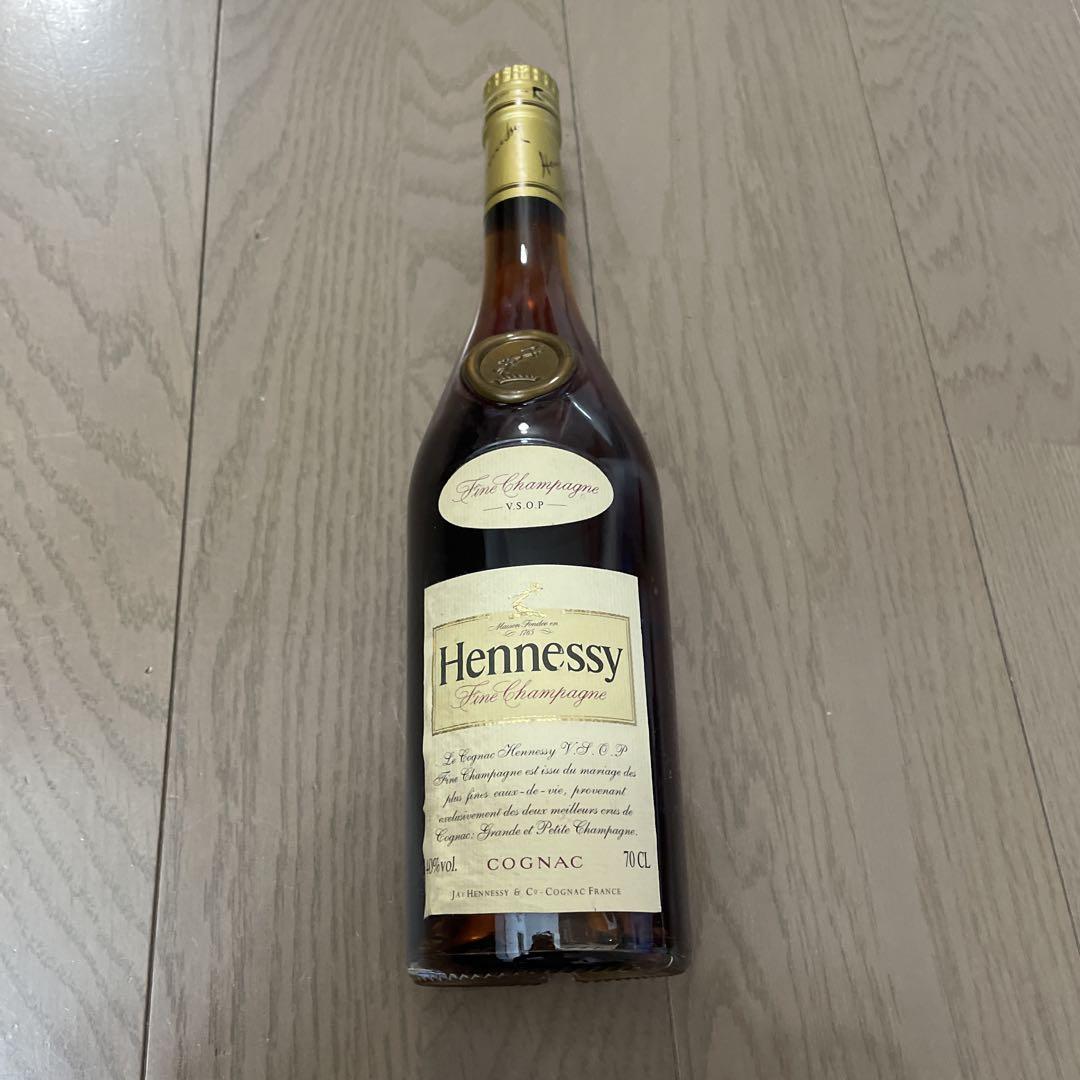 Fine Champagne
V.S.O.P
Maison Fondée en
1765
Hennessy
Fine Champagne
Le Cognac Hennessy V.S.O.P
Fine Champagne est issu du mariage des
plus fines eaux-de-vie, provenant
exclusivement des deux meilleurs crus de
Cognac: Grande et Petite Champagne.
40%vol. COGNAC 70 CL
JAS HENNESSY & Cº - COGNAC FRANCE